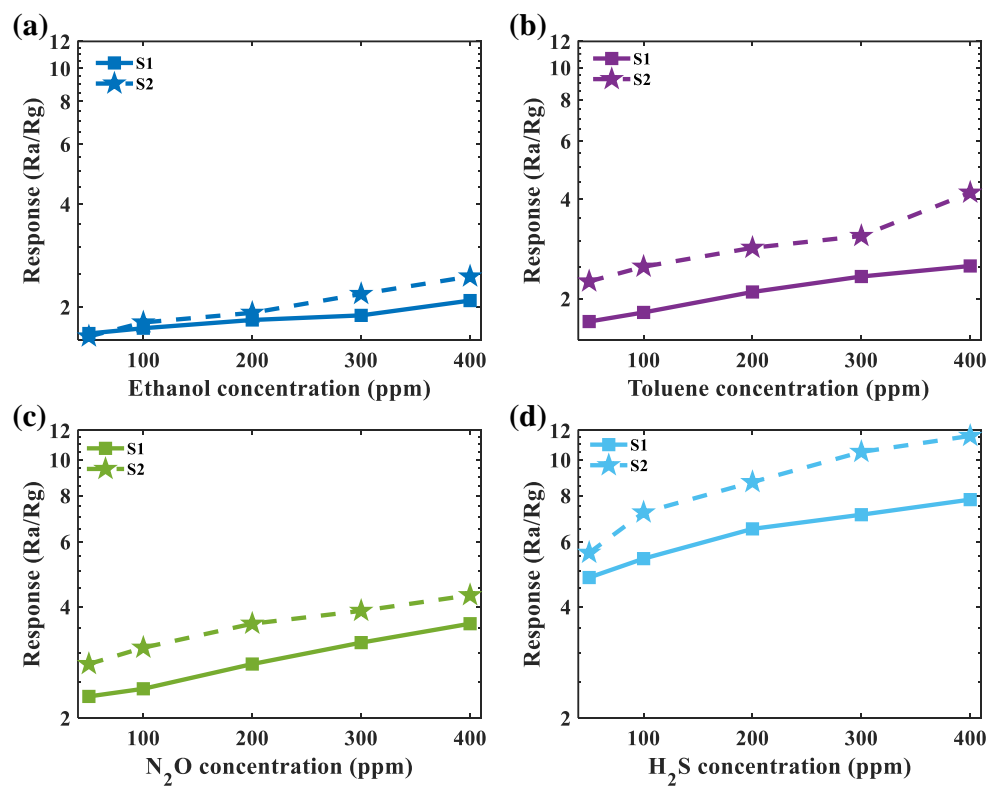 (a)
12
10
8
6
4
2
Response (Ra/Rg)
S1
S2
100 200 300 400
Ethanol concentration (ppm)
(b)
12
10
8
6
4
2
Response (Ra/Rg)
S1
S2
100 200 300 400
Toluene concentration (ppm)
(c)
12
10
8
6
4
2
Response (Ra/Rg)
S1
S2
100 200 300 400
N₂O concentration (ppm)
(d)
12
10
8
6
4
2
Response (Ra/Rg)
S1
S2
100 200 300 400
H₂S concentration (ppm)